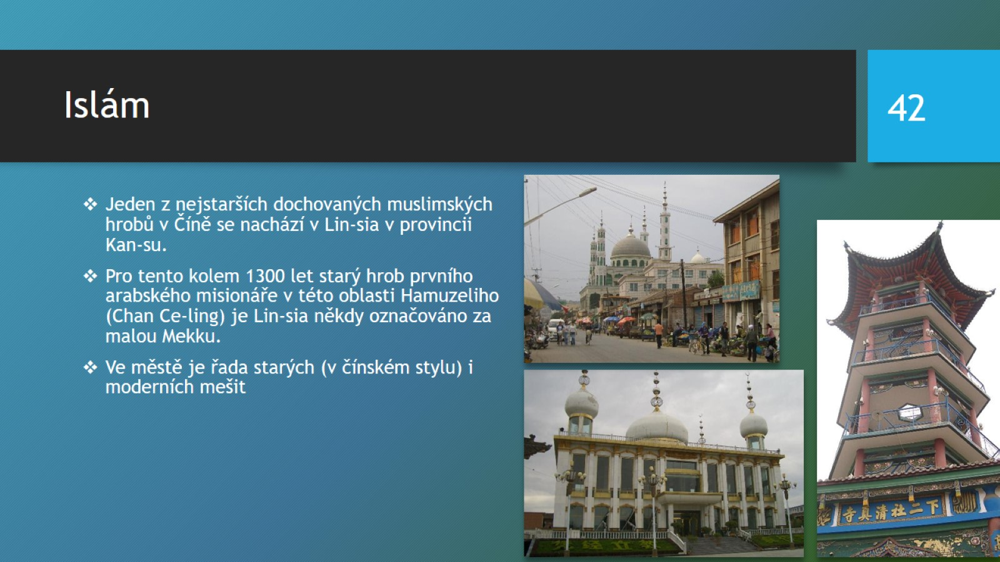 Islám
42
❖ Jeden z nejstarších dochovaných muslimských
hrobů v Číně se nachází v Lin-sia v provincii
Kan-su.
❖ Pro tento kolem 1300 let starý hrob prvního
arabského misionáře v této oblasti Hamuzeliho
(Chan Ce-ling) je Lin-sia někdy označováno za
malou Mekku.
❖ Ve městě je řada starých (v čínském stylu) i
moderních mešit
寺真清社二下